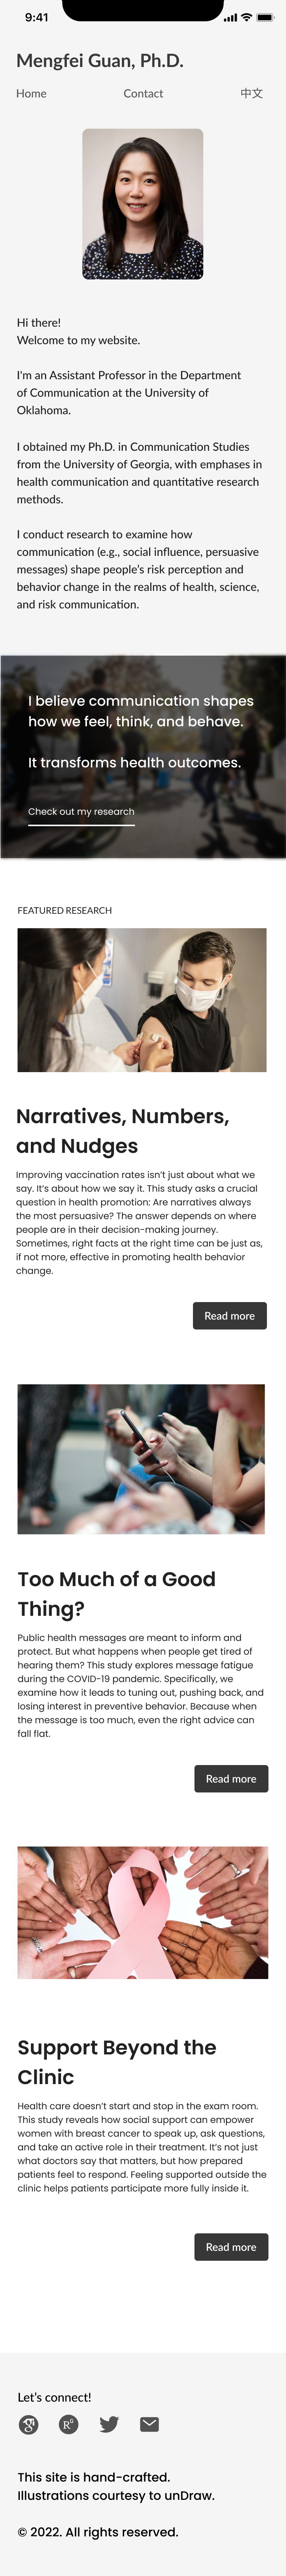 9:41
Mengfei Guan, Ph.D.
Home Contact 中文
Hi there!
Welcome to my website.
I'm an Assistant Professor in the Department
of Communication at the University of
Oklahoma.
I obtained my Ph.D. in Communication Studies
from the University of Georgia, with emphases in
health communication and quantitative research
methods.
I conduct research to examine how
communication (e.g., social influence, persuasive
messages) shape people's risk perception and
behavior change in the realms of health, science,
and risk communication.
I believe communication shapes
how we feel, think, and behave.
It transforms health outcomes.
Check out my research
FEATURED RESEARCH
Narratives, Numbers,
and Nudges
Improving vaccination rates isn't just about what we
say. It's about how we say it. This study asks a crucial
question in health promotion: Are narratives always
the most persuasive? The answer depends on where
people are in their decision-making journey.
Sometimes, right facts at the right time can be just as,
if not more, effective in promoting health behavior
change.
Read more
Too Much of a Good
Thing?
Public health messages are meant to inform and
protect. But what happens when people get tired of
hearing them? This study explores message fatigue
during the COVID-19 pandemic. Specifically, we
examine how it leads to tuning out, pushing back, and
losing interest in preventive behavior. Because when
the message is too much, even the right advice can
fall flat.
Read more
Support Beyond the
Clinic
Health care doesn't start and stop in the exam room.
This study reveals how social support can empower
women with breast cancer to speak up, ask questions,
and take an active role in their treatment. It's not just
what doctors say that matters, but how prepared
patients feel to respond. Feeling supported outside the
clinic helps patients participate more fully inside it.
Read more
Let's connect!
g R G
This site is hand-crafted.
Illustrations courtesy to unDraw.
© 2022. All rights reserved.